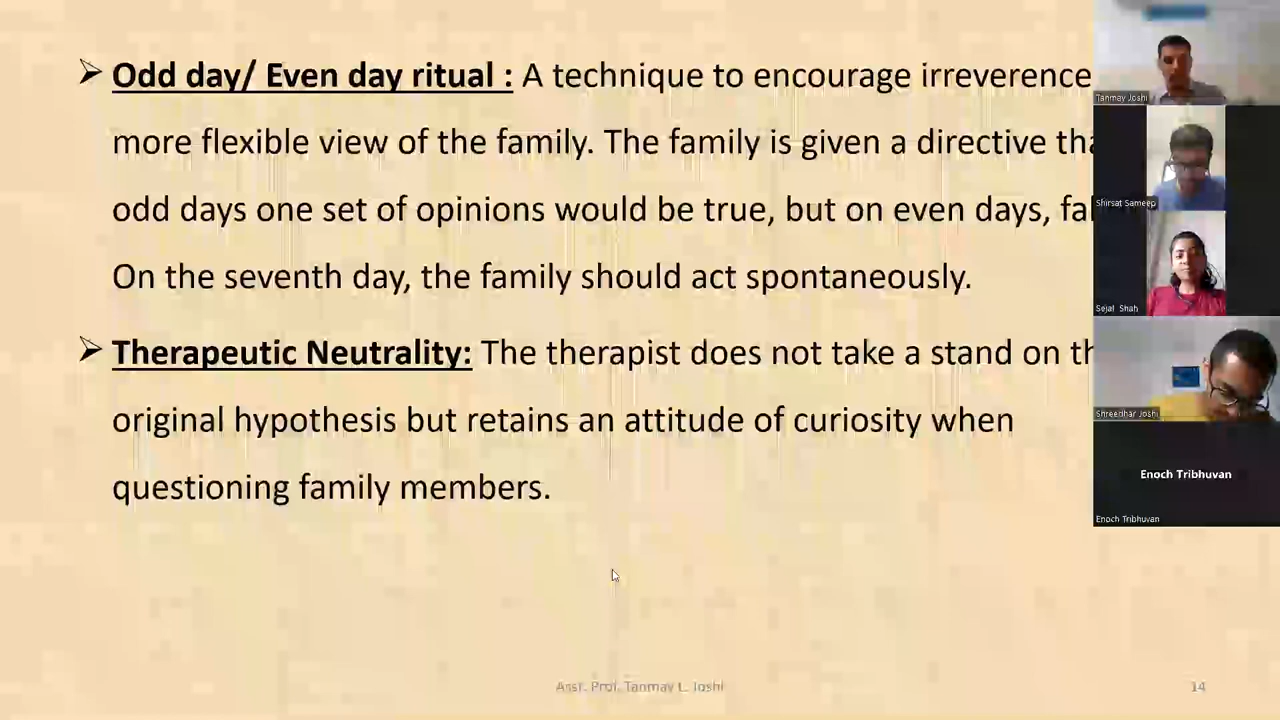 ➢ Odd day/ Even day ritual : A technique to encourage irreverence
more flexible view of the family. The family is given a directive
odd days one set of opinions would be true, but on even days,
On the seventh day, the family should act spontaneously.
➢ Therapeutic Neutrality: The therapist does not take a stand on
original hypothesis but retains an attitude of curiosity when
questioning family members.
Asst. Prof. Tanmay L. Joshi
14
Tanmay Joshi
Shirsat Sameep
Sejal Shah
Shreedhar Joshi
Enoch Tribhuvan
Enoch Tribhuvan